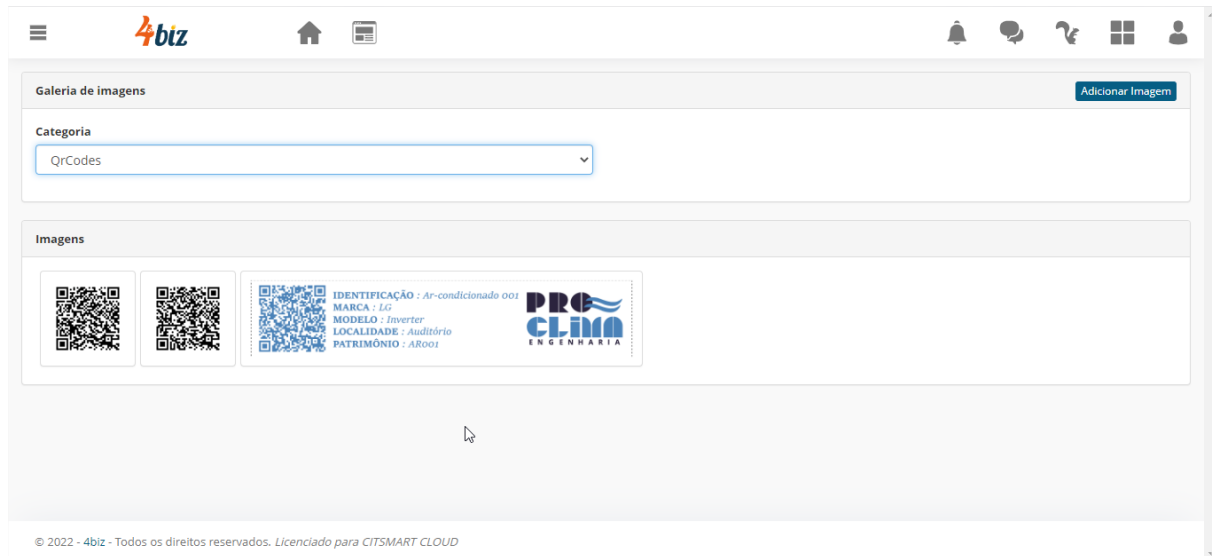 4biz
Galeria de imagens
Adicionar Imagem
Categoria
QrCodes
Imagens
IDENTIFICAÇÃO : Ar-condicionado 001
MARCA : LG
MODELO : Inverter
LOCALIDADE : Auditório
PATRIMÔNIO : AR001
PRO
CLIMA
ENGENHARIA
© 2022 - 4biz - Todos os direitos reservados. Licenciado para CITSMART CLOUD